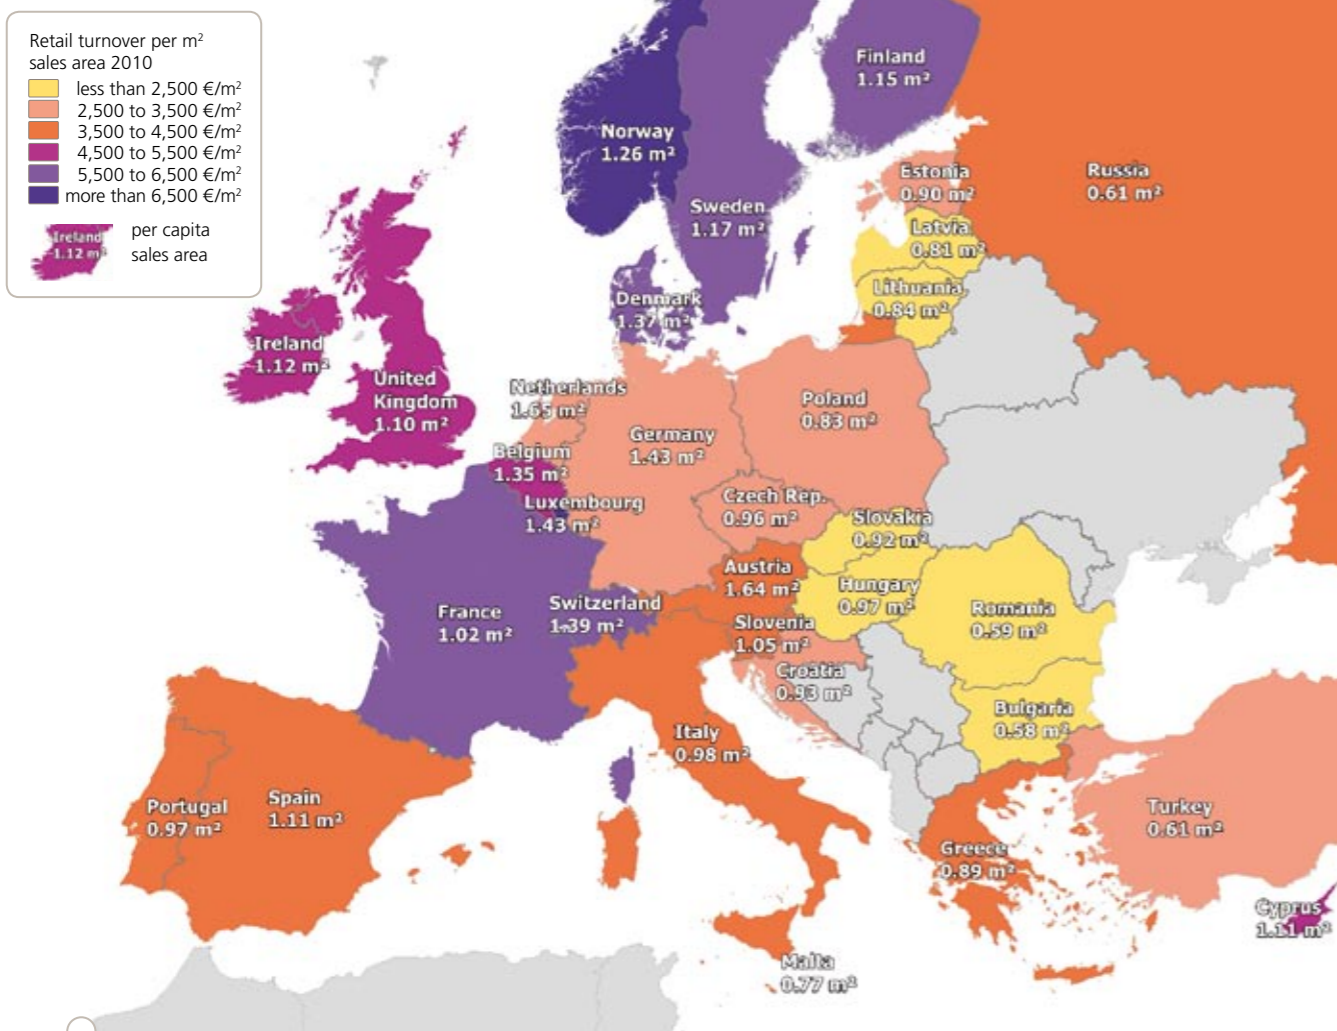 Retail turnover per m²
sales area 2010
less than 2,500 €/m²
2,500 to 3,500 €/m²
3,500 to 4,500 €/m²
4,500 to 5,500 €/m²
5,500 to 6,500 €/m²
more than 6,500 €/m²
Ireland
1.12 m²
per capita
sales area
Finland
1.15 m²
Norway
1.26 m²
Sweden
1.17 m²
Estonia
0.90 m²
Russia
0.61 m²
Latvia
0.81 m²
Lithuania
0.84 m²
Denmark
1.37 m²
Ireland
1.12 m²
United
Kingdom
1.10 m²
Netherlands
1.65 m²
Belgium
1.35 m²
Luxembourg
1.43 m²
Germany
1.43 m²
Poland
0.83 m²
Czech Rep.
0.96 m²
Slovakia
0.92 m²
Austria
1.64 m²
Hungary
0.97 m²
Romania
0.59 m²
France
1.02 m²
Switzerland
1.39 m²
Slovenia
1.05 m²
Croatia
0.93 m²
Bulgaria
0.58 m²
Italy
0.98 m²
Portugal
0.97 m²
Spain
1.11 m²
Turkey
0.61 m²
Greece
0.89 m²
Cyprus
1.11 m²
Malta
0.77 m²